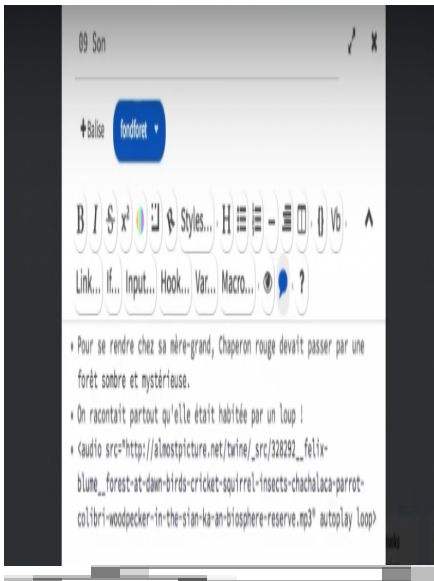 09 Son
+Balise fondforet
B I S x² Styles... H Vb
Link... If... Input... Hook... Var... Macro... ?
• Pour se rendre chez sa mère-grand, Chaperon rouge devait passer par une
forêt sombre et mystérieuse.
• On racontait partout qu'elle était habitée par un loup !
• <audio src="http://almostpicture.net/twine/_src/328292__felix-
blume__forest-at-dawn-birds-cricket-squirrel-insects-chachalaca-parrot-
colibri-woodpecker-in-the-sian-ka-an-biosphere-reserve.mp3" autoplay loop>